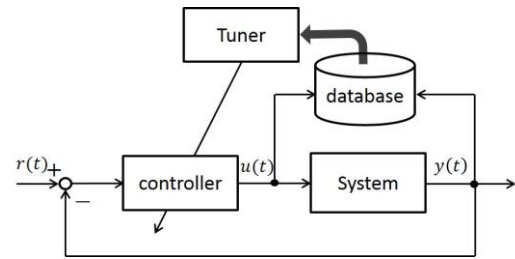 Tuner
database
r(t)
+
−
controller
u(t)
System
y(t)